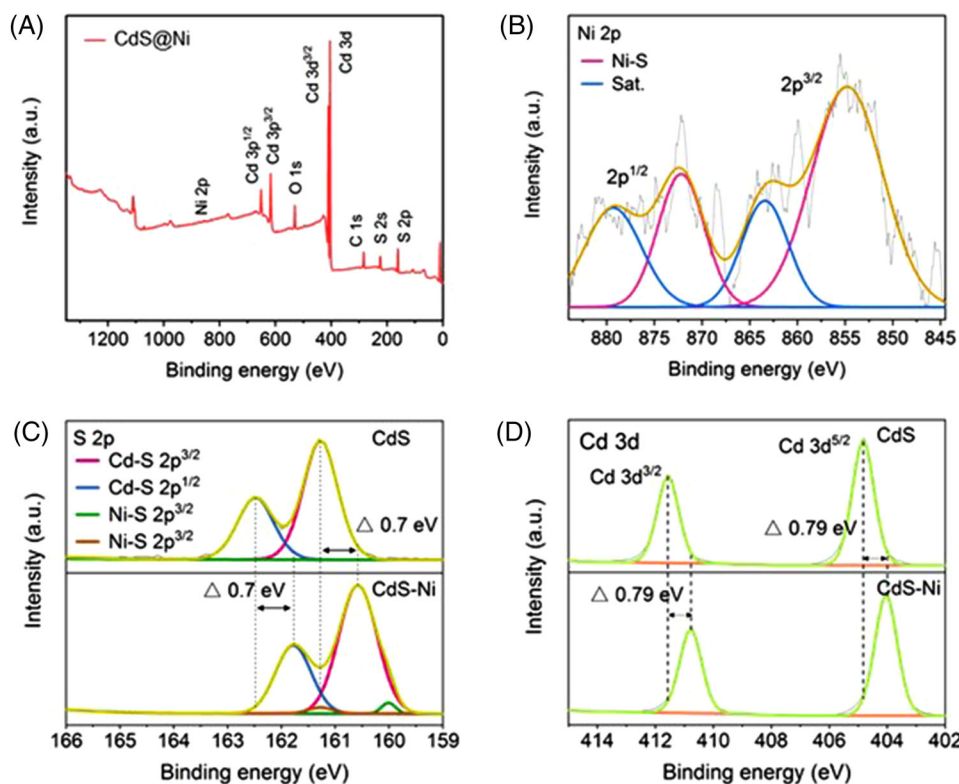 (A)
CdS@Ni
Cd 3p1/2
Cd 3p3/2
Cd 3d3/2
Cd 3d
Ni 2p
O 1s
C 1s
S 2s
S 2p
Intensity (a.u.)
1200 1000 800 600 400 200 0
Binding energy (eV)
(B)
Ni 2p
Ni-S
Sat.
2p3/2
2p1/2
Intensity (a.u.)
880 875 870 865 860 855 850 845
Binding energy (eV)
(C)
S 2p
CdS
Cd-S 2p3/2
Cd-S 2p1/2
Ni-S 2p3/2
Ni-S 2p3/2
△ 0.7 eV
Intensity (a.u.)
△ 0.7 eV
CdS-Ni
Intensity (a.u.)
166 165 164 163 162 161 160 159
Binding energy (eV)
(D)
Cd 3d
Cd 3d5/2
CdS
Cd 3d3/2
△ 0.79 eV
Intensity (a.u.)
△ 0.79 eV
CdS-Ni
Intensity (a.u.)
414 412 410 408 406 404 402
Binding energy (eV)